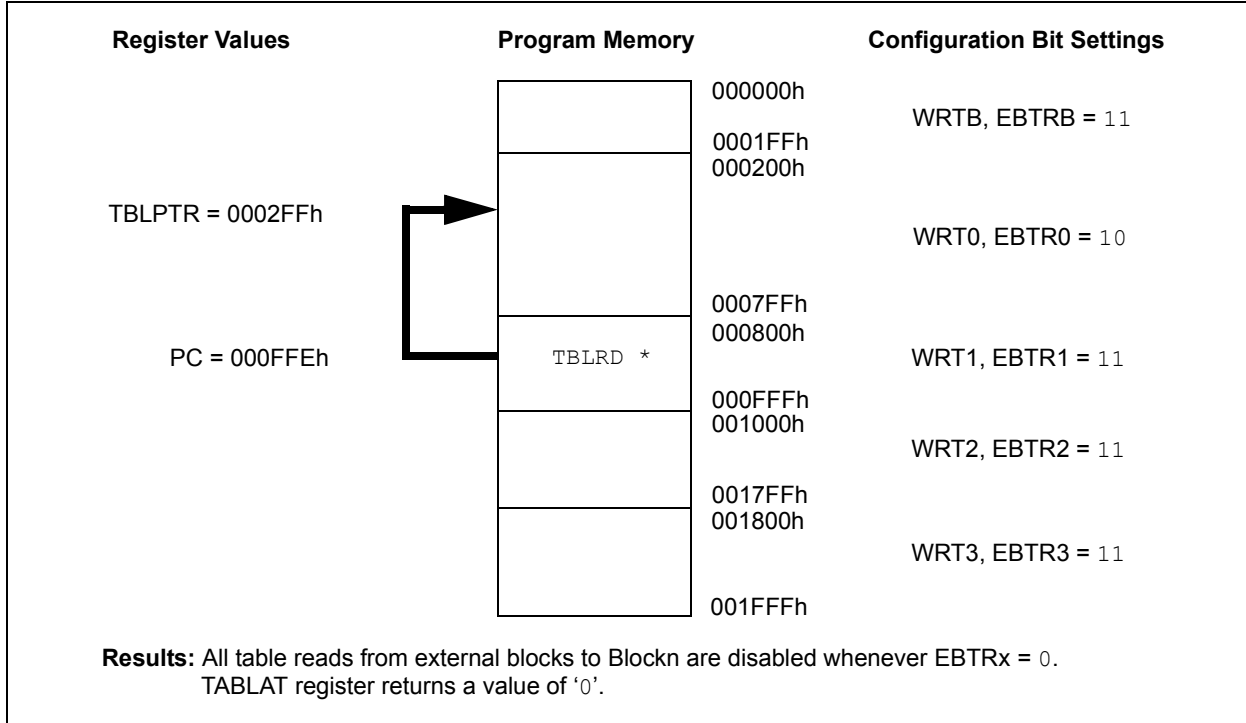 Register Values Program Memory Configuration Bit Settings
000000h
WRTB, EBTRB = 11
0001FFh
000200h
TBLPTR = 0002FFh
WRT0, EBTR0 = 10
0007FFh
000800h
PC = 000FFEh TBLRD * WRT1, EBTR1 = 11
000FFFh
001000h
WRT2, EBTR2 = 11
0017FFh
001800h
WRT3, EBTR3 = 11
001FFFh
Results: All table reads from external blocks to Blockn are disabled whenever EBTRx = 0.
TABLAT register returns a value of ‘0’.